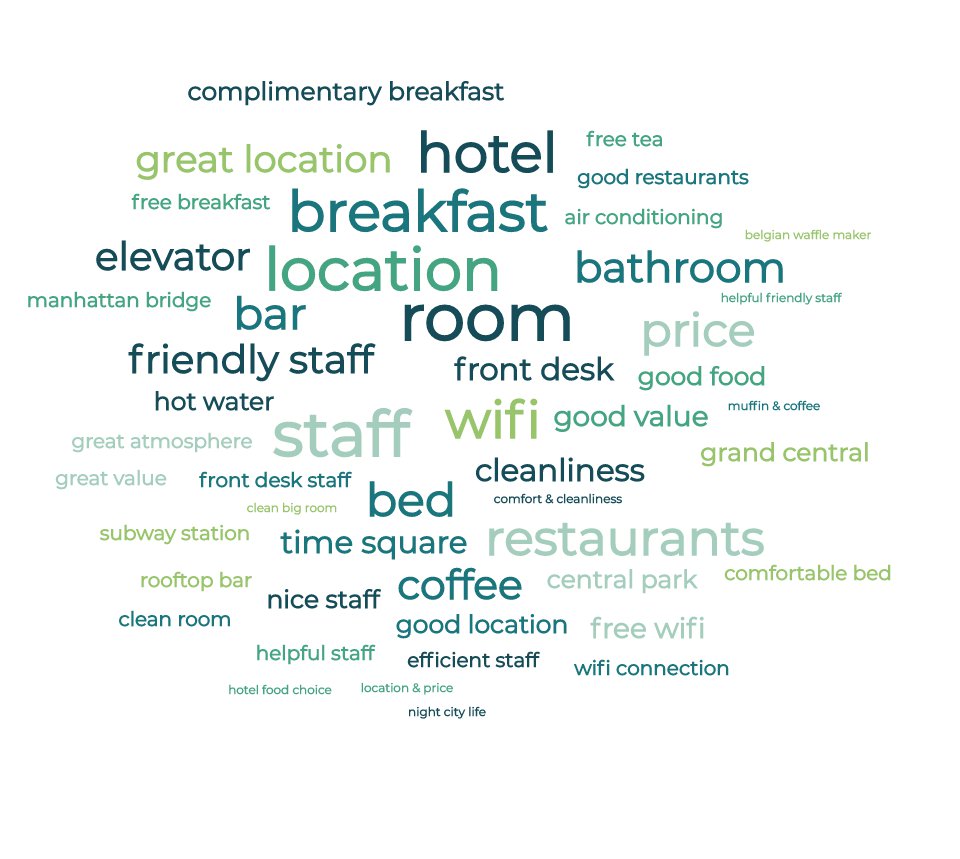 complimentary breakfast
free tea
great location
hotel
good restaurants
free breakfast
breakfast
air conditioning
belgian waffle maker
elevator
location
bathroom
manhattan bridge
helpful friendly staff
bar
room
price
friendly staff
front desk
good food
hot water
wifi
good value
muffin & coffee
great atmosphere
staff
grand central
great value
front desk staff
cleanliness
comfort & cleanliness
clean big room
bed
subway station
time square
restaurants
rooftop bar
coffee
central park
comfortable bed
nice staff
clean room
good location
free wifi
helpful staff
efficient staff
wifi connection
hotel food choice
location & price
night city life